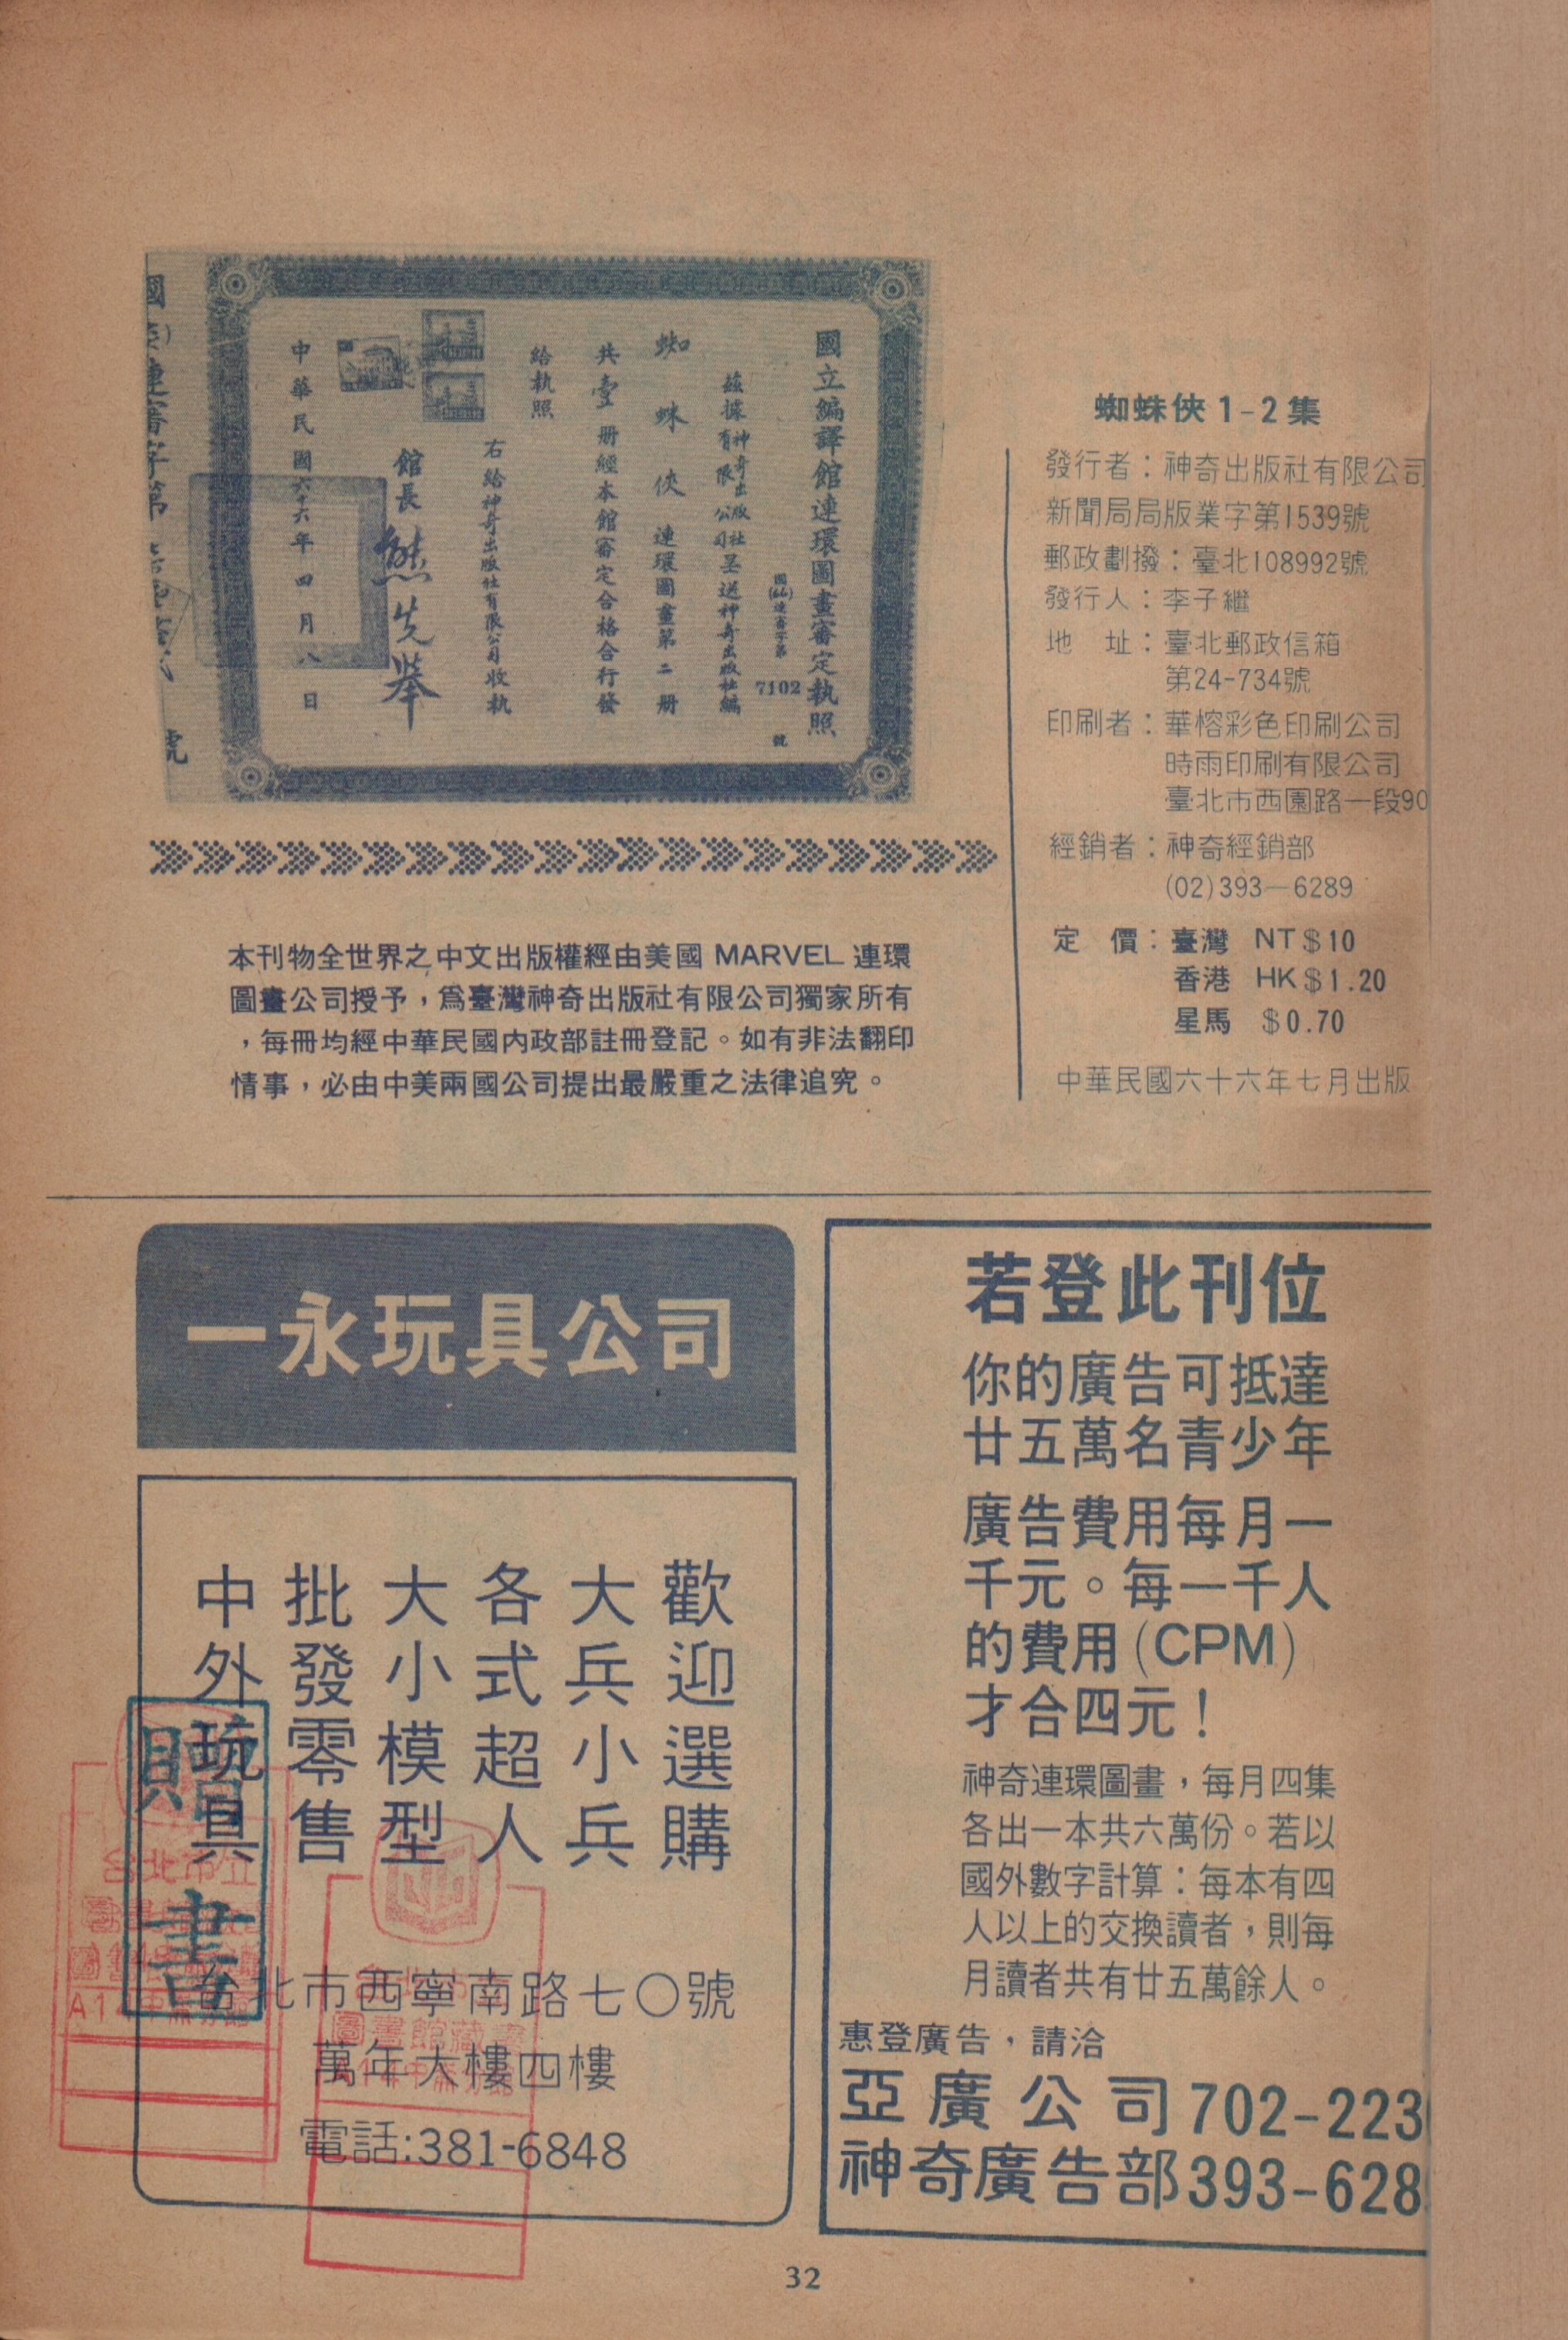 國立編譯館連環圖畫審定執照
國(66)連審字第 7102 號
茲據神奇出版社有限公司呈送神奇出版社編
蜘蛛俠 連環圖畫第二册
共壹册經本館審定合格合行發
給執照
右給神奇出版社有限公司收執
館長 熊先舉
中華民國六十六年四月八日
蜘蛛俠1-2集
發行者：神奇出版社有限公司
新聞局局版業字第1539號
郵政劃撥：臺北108992號
發行人：李子繼
地　址：臺北郵政信箱
第24-734號
印刷者：華榕彩色印刷公司
時雨印刷有限公司
臺北市西園路一段90
經銷者：神奇經銷部
(02)393—6289
定　價：臺灣　NT＄10
香港　HK＄1.20
星馬　＄0.70
中華民國六十六年七月出版
本刊物全世界之中文出版權經由美國 MARVEL 連環
圖畫公司授予，爲臺灣神奇出版社有限公司獨家所有
，每冊均經中華民國內政部註冊登記。如有非法翻印
情事，必由中美兩國公司提出最嚴重之法律追究。
一永玩具公司
歡迎選購
大兵小兵
各式超人
大小模型
批發零售
中外玩具
台北市西寧南路七〇號
萬年大樓四樓
電話:381-6848
贈書
台北市立
圖書館藏書
若登此刊位
你的廣告可抵達
廿五萬名青少年
廣告費用每月一
千元。每一千人
的費用(CPM)
才合四元！
神奇連環圖畫，每月四集
各出一本共六萬份。若以
國外數字計算：每本有四
人以上的交換讀者，則每
月讀者共有廿五萬餘人。
惠登廣告，請洽
亞廣公司702-223
神奇廣告部393-628
32